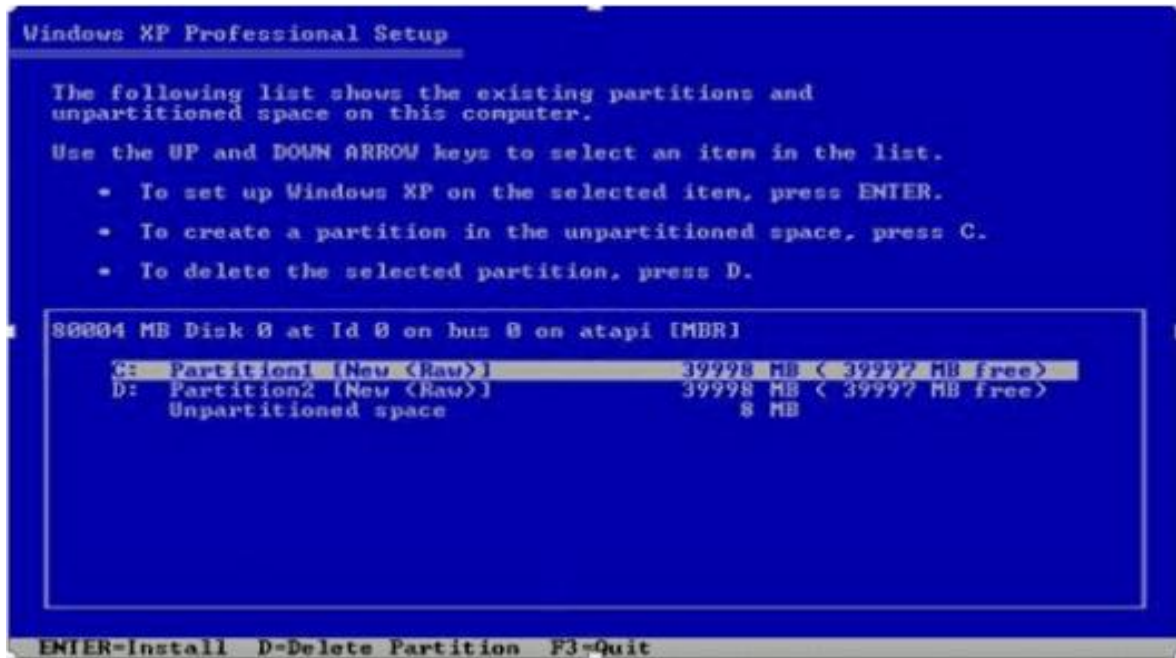 Windows XP Professional Setup
The following list shows the existing partitions and
unpartitioned space on this computer.
Use the UP and DOWN ARROW keys to select an item in the list.
• To set up Windows XP on the selected item, press ENTER.
• To create a partition in the unpartitioned space, press C.
• To delete the selected partition, press D.
80004 MB Disk 0 at Id 0 on bus 0 on atapi [MBR]
C: Partition1 [New (Raw)] 39998 MB ( 39997 MB free)
D: Partition2 [New (Raw)] 39998 MB ( 39997 MB free)
Unpartitioned space 8 MB
ENTER=Install D=Delete Partition F3=Quit